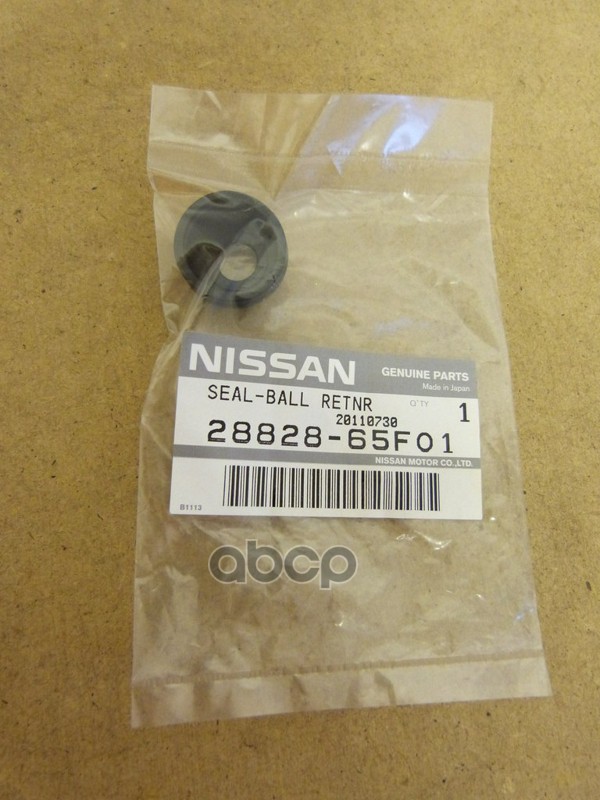 NISSAN
GENUINE PARTS
Made in Japan
SEAL-BALL RETNR
Q'TY 1
20110730
28828-65F01
NISSAN MOTOR CO.,LTD.
B1113
abcp